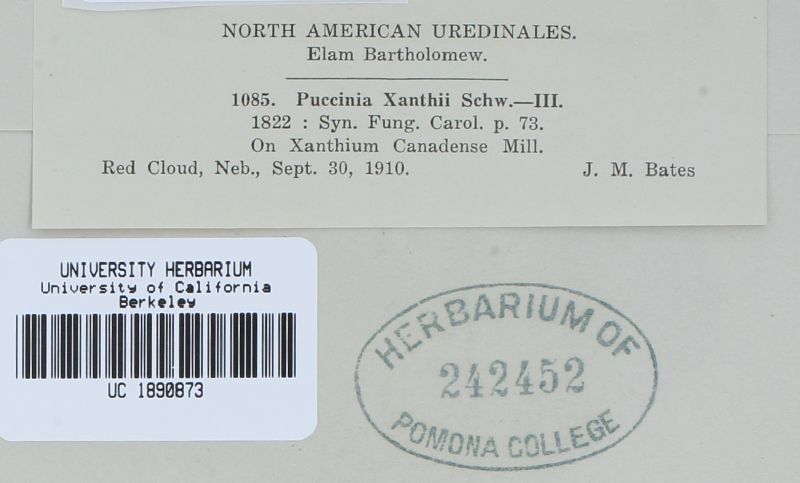 NORTH AMERICAN UREDINALES.
Elam Bartholomew.
1085. Puccinia Xanthii Schw.—III.
1822 : Syn. Fung. Carol. p. 73.
On Xanthium Canadense Mill.
Red Cloud, Neb., Sept. 30, 1910. J. M. Bates
UNIVERSITY HERBARIUM
University of California
Berkeley
UC 1890873
HERBARIUM OF
242452
POMONA COLLEGE